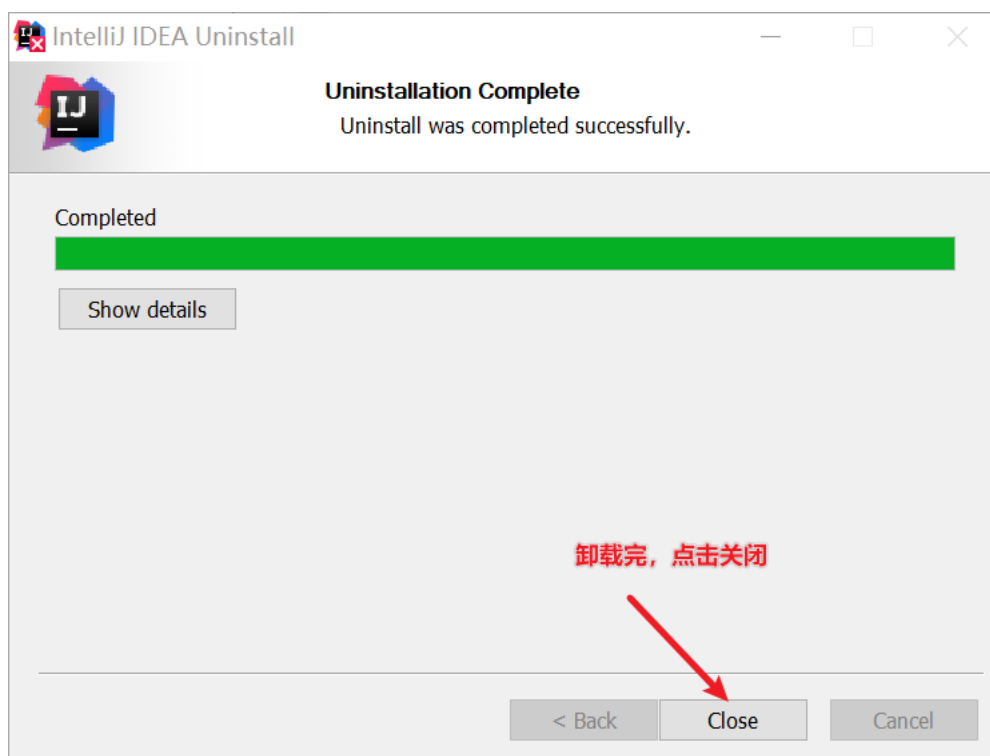 IntelliJ IDEA Uninstall
IJ
Uninstallation Complete
Uninstall was completed successfully.
Completed
Show details
卸载完，点击关闭
< Back
Close
Cancel